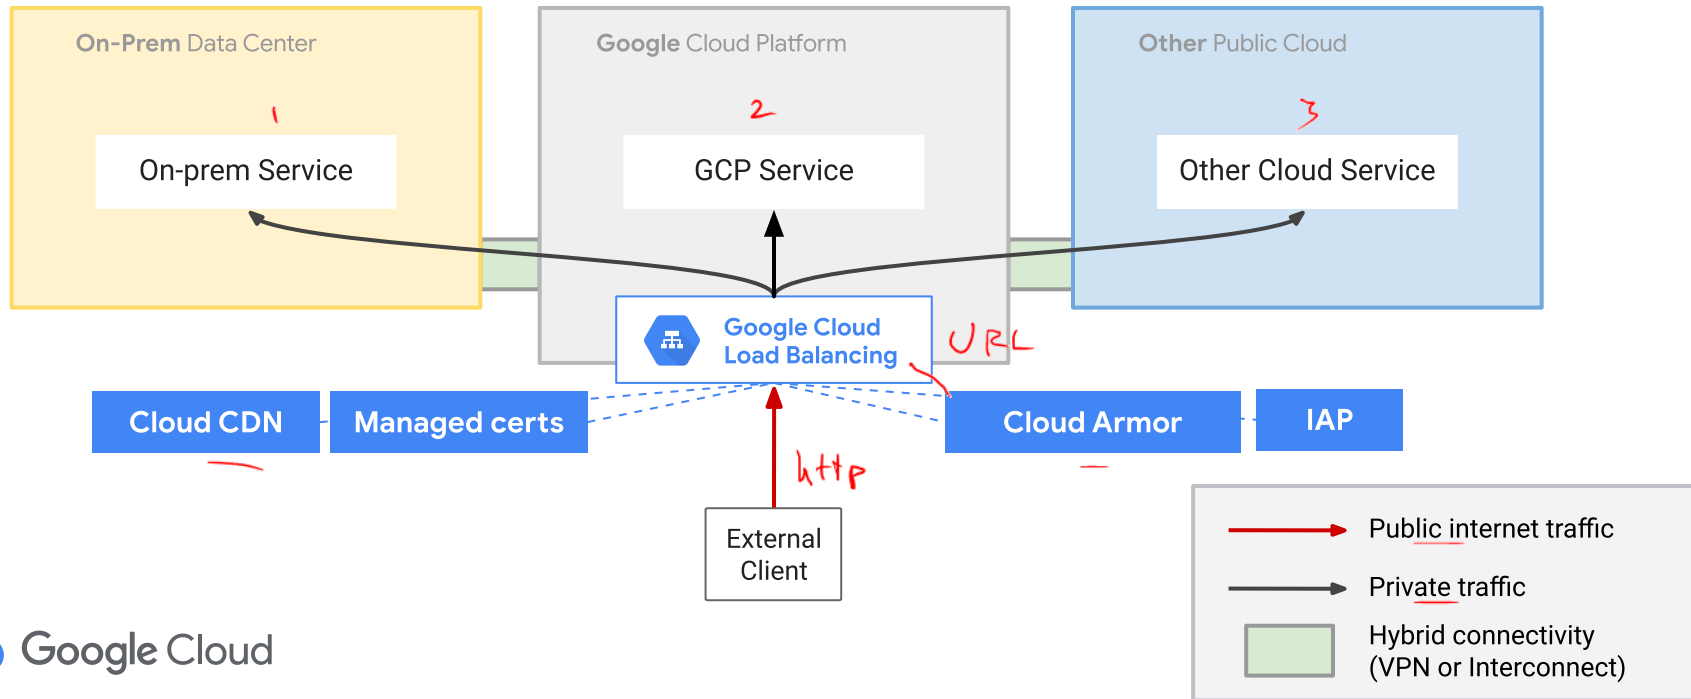 On-Prem Data Center
Google Cloud Platform
Other Public Cloud
1
2
3
On-prem Service
GCP Service
Other Cloud Service
Google Cloud
Load Balancing
URL
Cloud CDN
Managed certs
Cloud Armor
IAP
http
External
Client
Public internet traffic
Private traffic
Hybrid connectivity
(VPN or Interconnect)
Google Cloud